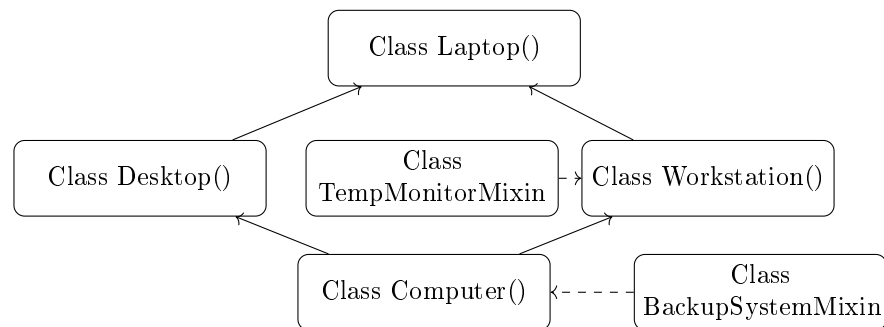 Class Laptop()
Class Desktop()
Class
TempMonitorMixin
Class Workstation()
Class Computer()
Class
BackupSystemMixin